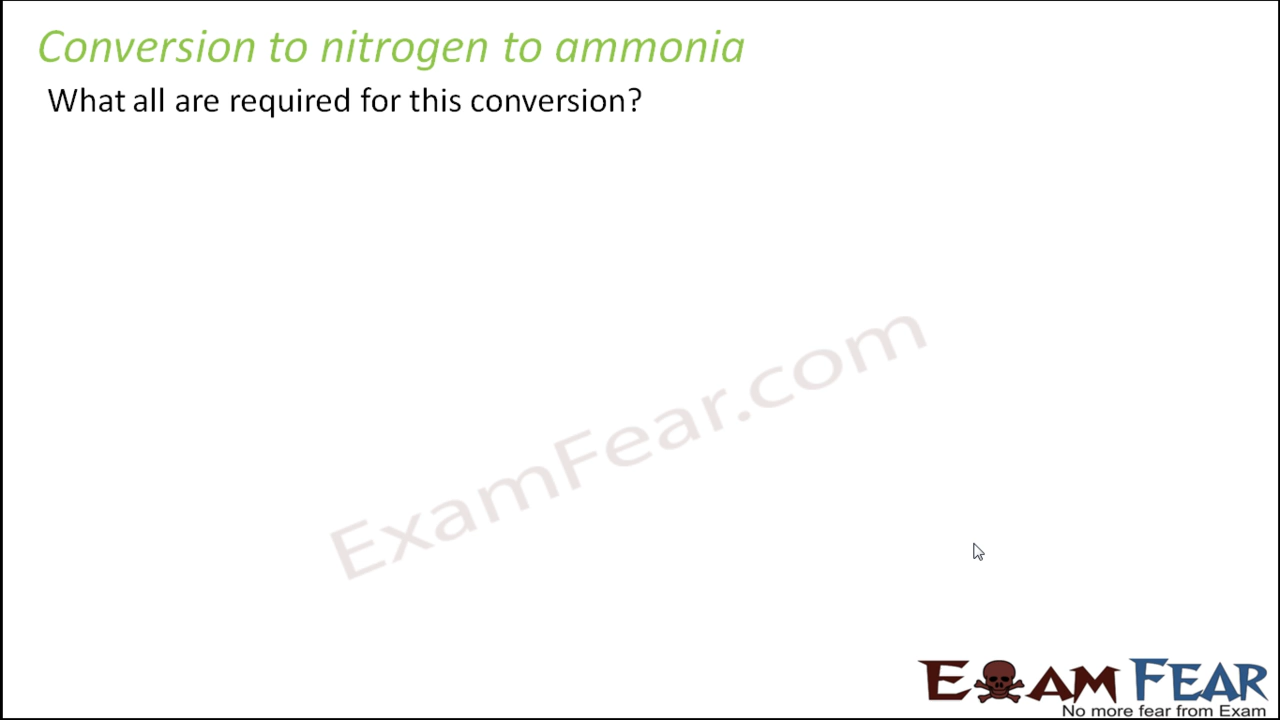 Conversion to nitrogen to ammonia
What all are required for this conversion?
ExamFear.com
EXAM FEAR
No more fear from Exam